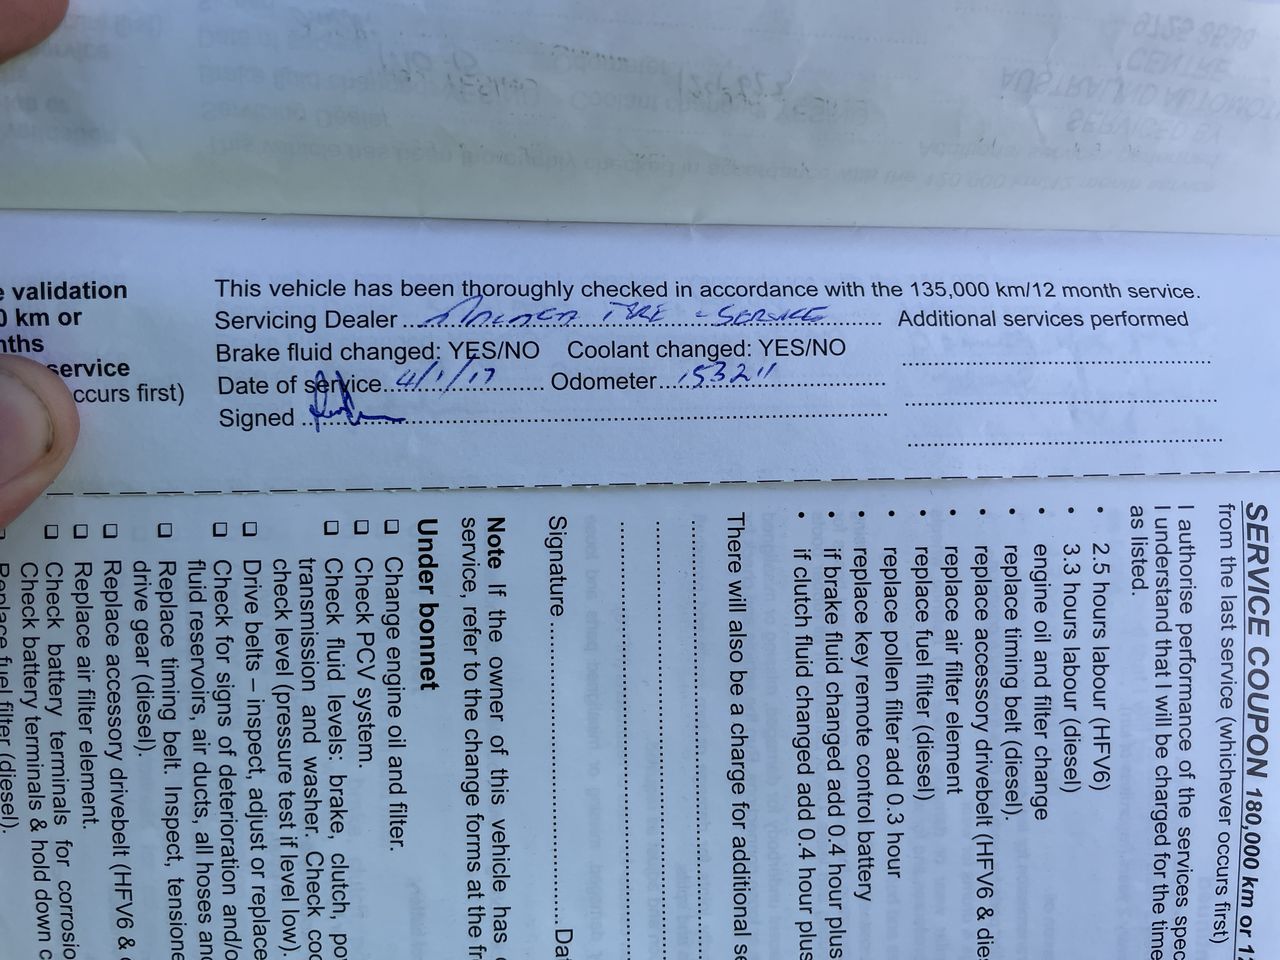 e validation
0 km or
nths
service
ccurs first)
This vehicle has been thoroughly checked in accordance with the 135,000 km/12 month service.
Servicing Dealer TYRE - SERVICE
Additional services performed
Brake fluid changed: YES/NO Coolant changed: YES/NO
Date of service 4/1/17 Odometer 153211
Signed
SERVICE COUPON 180,000 km or 12
from the last service (whichever occurs first)
I authorise performance of the services spec
I understand that I will be charged for the time
as listed.
• 2.5 hours labour (HFV6)
• 3.3 hours labour (diesel)
• engine oil and filter change
• replace timing belt (diesel).
• replace accessory drivebelt (HFV6 & dies
• replace air filter element
• replace fuel filter (diesel)
• replace pollen filter add 0.3 hour
• replace key remote control battery
• if brake fluid changed add 0.4 hour plus
• if clutch fluid changed add 0.4 hour plus
There will also be a charge for additional se
Signature Dat
Note If the owner of this vehicle has
service, refer to the change forms at the fr
Under bonnet
❏ Change engine oil and filter.
❏ Check PCV system.
❏ Check fluid levels: brake, clutch, pow
transmission and washer. Check coo
check level (pressure test if level low).
❏ Drive belts – inspect, adjust or replace
❏ Check for signs of deterioration and/o
fluid reservoirs, air ducts, all hoses and
❏ Replace timing belt. Inspect, tensione
drive gear (diesel).
❏ Replace accessory drivebelt (HFV6 &
❏ Replace air filter element.
❏ Check battery terminals for corrosio
Check battery terminals & hold down c
❏ Replace fuel filter (diesel).